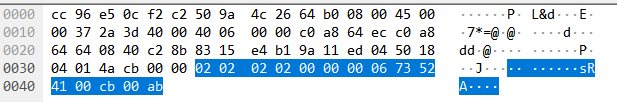 0000 cc 96 e5 0c f2 c2 50 9a 4c 26 64 b0 08 00 45 00 ······P· L&d···E·
0010 00 37 2a 3d 40 00 40 06 00 00 c0 a8 64 ec c0 a8 ·7*=@·@· ····d···
0020 64 64 08 40 c2 8b 83 15 e4 b1 9a 11 ed 04 50 18 dd·@···· ······P·
0030 04 01 4a cb 00 00 02 02 02 02 00 00 00 06 73 52 ··J····· ······sR
0040 41 00 cb 00 ab A····